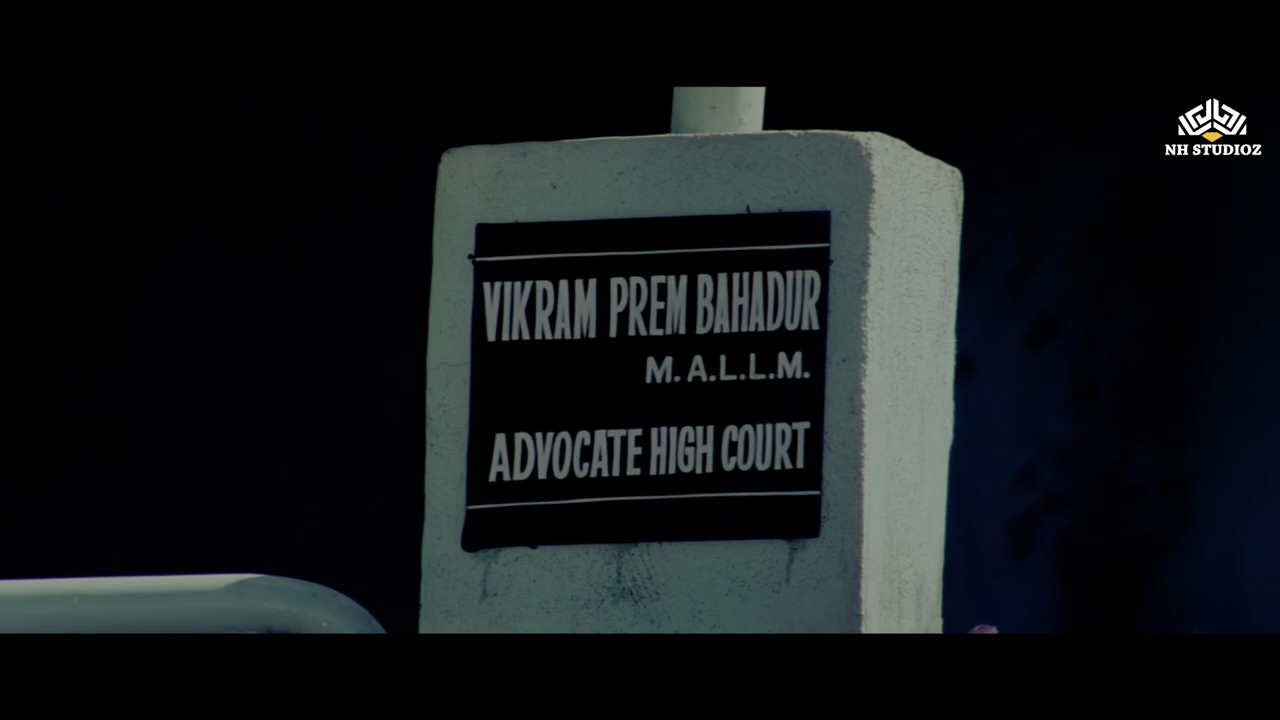 NH STUDIOZ
VIKRAM PREM BAHADUR
M. A.L.L.M.
ADVOCATE HIGH COURT